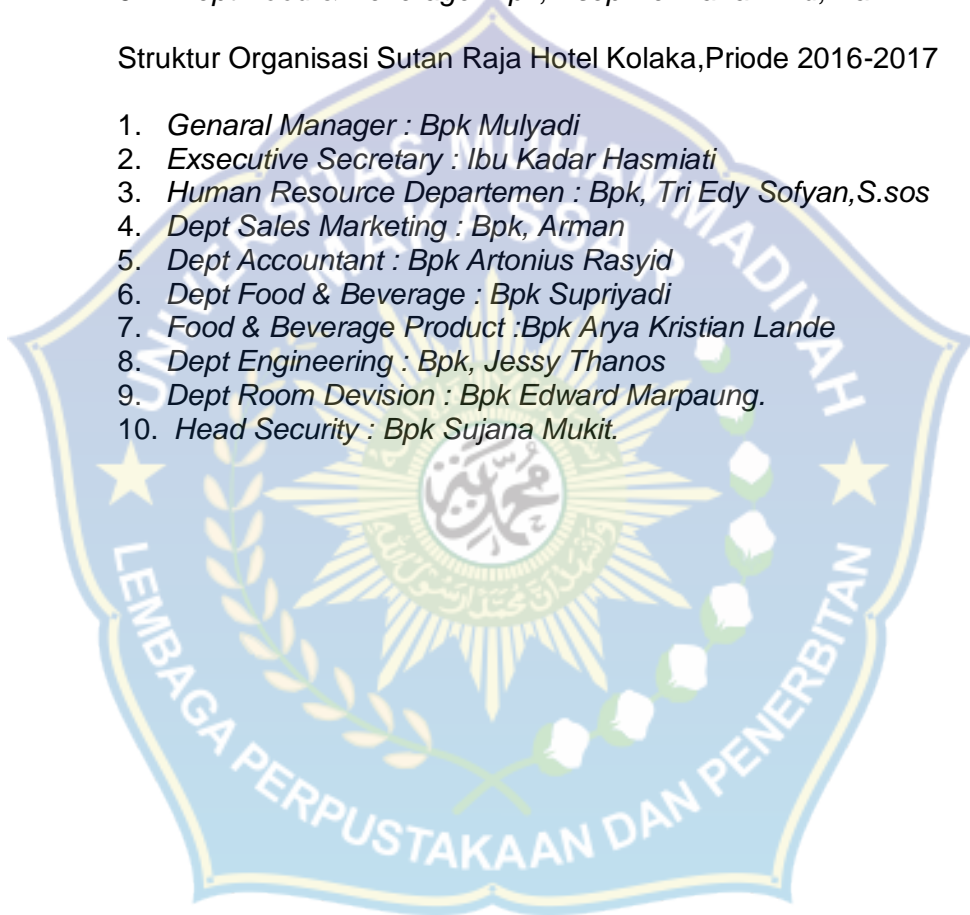 Struktur Organisasi Sutan Raja Hotel Kolaka,Priode 2016-2017
1. Genaral Manager : Bpk Mulyadi
2. Exsecutive Secretary : Ibu Kadar Hasmiati
3. Human Resource Departemen : Bpk, Tri Edy Sofyan,S.sos
4. Dept Sales Marketing : Bpk, Arman
5. Dept Accountant : Bpk Artonius Rasyid
6. Dept Food & Beverage : Bpk Supriyadi
7. Food & Beverage Product :Bpk Arya Kristian Lande
8. Dept Engineering : Bpk, Jessy Thanos
9. Dept Room Devision : Bpk Edward Marpaung.
10. Head Security : Bpk Sujana Mukit.
UNIVERSITAS MUHAMMADIYAH
MAKASSAR
LEMBAGA PERPUSTAKAAN DAN PENERBITAN